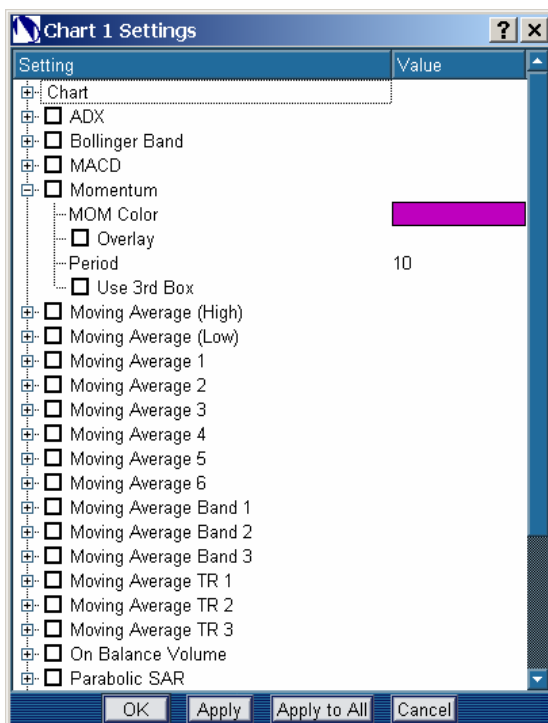 Chart 1 Settings ? ×
Setting Value
Chart
ADX
Bollinger Band
MACD
Momentum
MOM Color
Overlay
Period 10
Use 3rd Box
Moving Average (High)
Moving Average (Low)
Moving Average 1
Moving Average 2
Moving Average 3
Moving Average 4
Moving Average 5
Moving Average 6
Moving Average Band 1
Moving Average Band 2
Moving Average Band 3
Moving Average TR 1
Moving Average TR 2
Moving Average TR 3
On Balance Volume
Parabolic SAR
OK Apply Apply to All Cancel